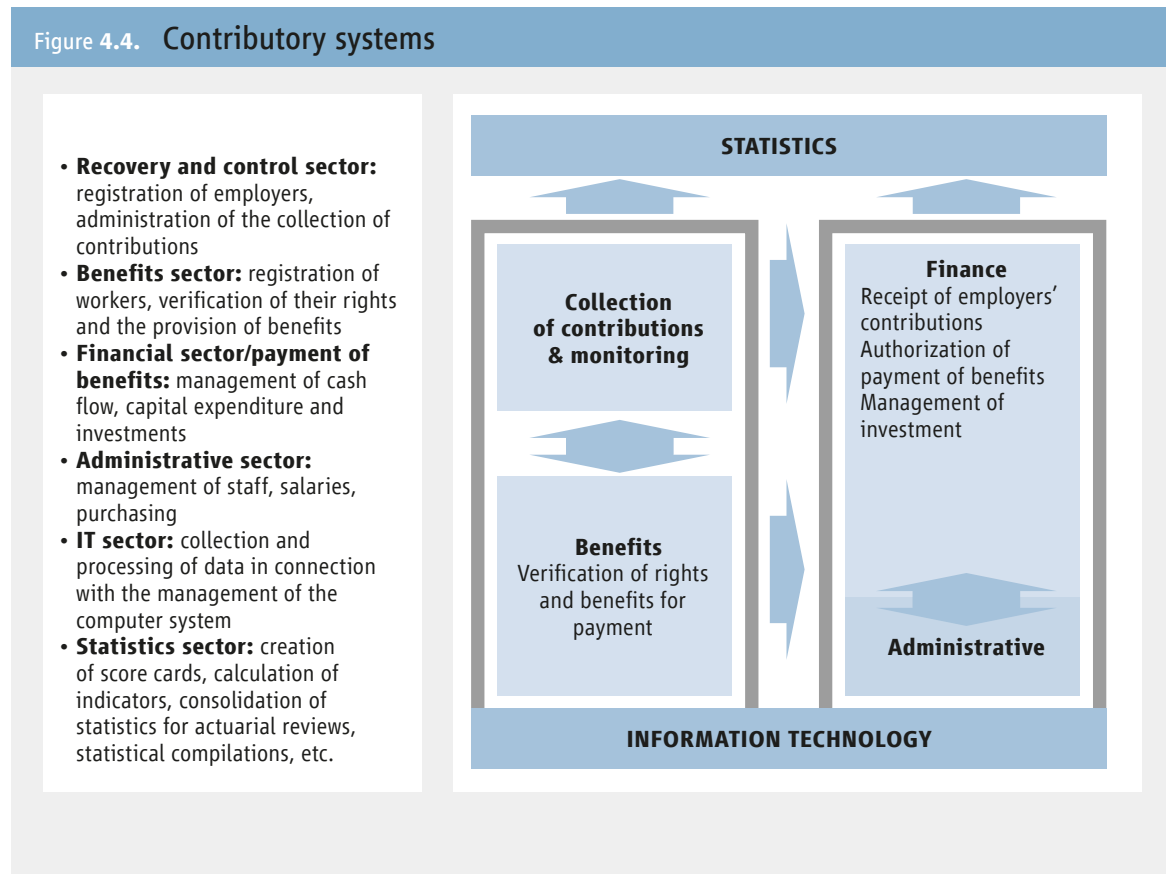 Figure 4.4. Contributory systems
• Recovery and control sector:
registration of employers,
administration of the collection of
contributions
• Benefits sector: registration of
workers, verification of their rights
and the provision of benefits
• Financial sector/payment of
benefits: management of cash
flow, capital expenditure and
investments
• Administrative sector:
management of staff, salaries,
purchasing
• IT sector: collection and
processing of data in connection
with the management of the
computer system
• Statistics sector: creation
of score cards, calculation of
indicators, consolidation of
statistics for actuarial reviews,
statistical compilations, etc.
STATISTICS
Collection
of contributions
& monitoring
Benefits
Verification of rights
and benefits for
payment
Finance
Receipt of employers’
contributions
Authorization of
payment of benefits
Management of
investment
Administrative
INFORMATION TECHNOLOGY